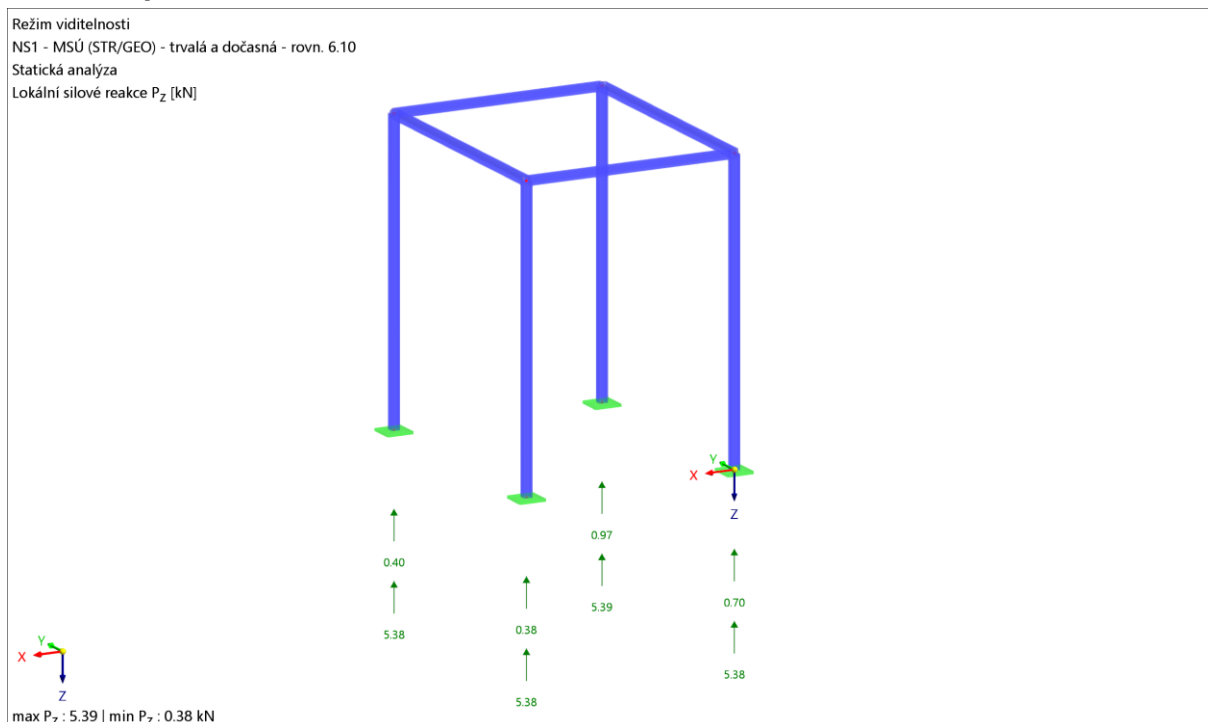 Režim viditelnosti
NS1 - MSÚ (STR/GEO) - trvalá a dočasná - rovn. 6.10
Statická analýza
Lokální silové reakce PZ [kN]
Y
X
Z
0.97
0.40
0.38
0.70
5.39
5.38
5.38
5.38
Y
X
Z
max PZ : 5.39 | min PZ : 0.38 kN